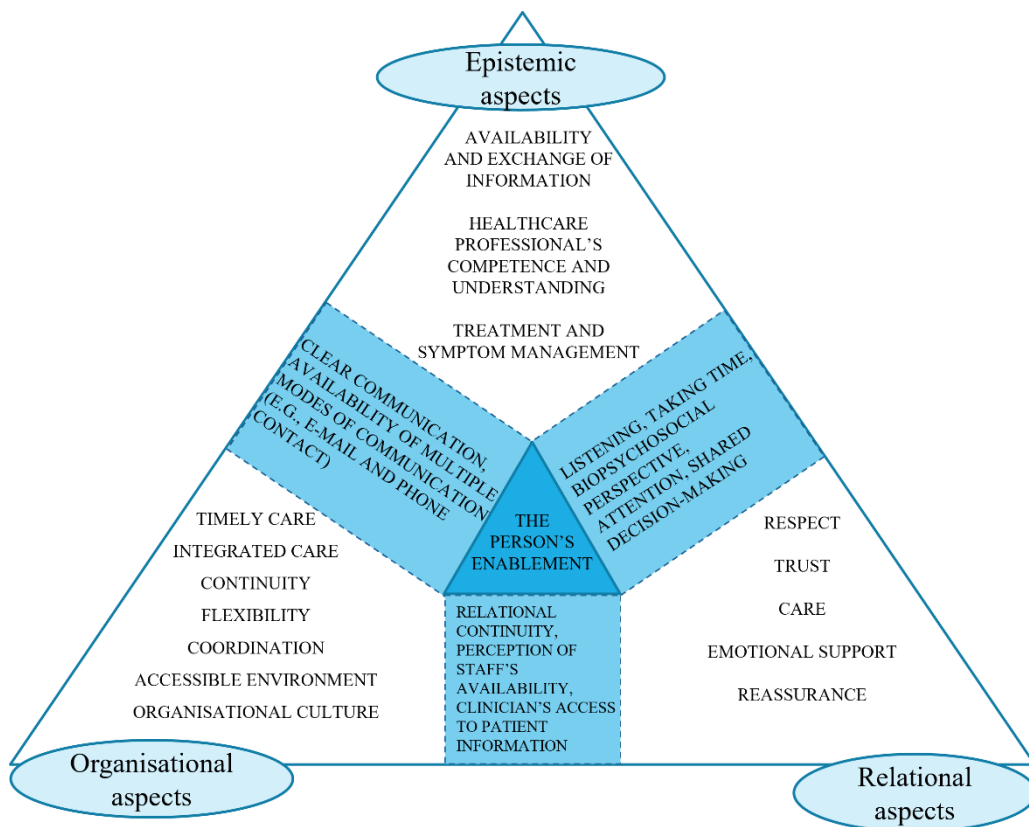 Epistemic
aspects
AVAILABILITY
AND EXCHANGE OF
INFORMATION
HEALTHCARE
PROFESSIONAL’S
COMPETENCE AND
UNDERSTANDING
TREATMENT AND
SYMPTOM MANAGEMENT
CLEAR COMMUNICATION,
AVAILABILITY OF MULTIPLE
MODES OF COMMUNICATION
(E.G., E-MAIL AND PHONE
CONTACT)
LISTENING, TAKING TIME,
BIOPSYCHOSOCIAL
PERSPECTIVE,
ATTENTION, SHARED
DECISION-MAKING
THE
PERSON’S
ENABLEMENT
TIMELY CARE
INTEGRATED CARE
CONTINUITY
FLEXIBILITY
COORDINATION
ACCESSIBLE ENVIRONMENT
ORGANISATIONAL CULTURE
RELATIONAL
CONTINUITY,
PERCEPTION OF
STAFF’S
AVAILABILITY,
CLINICIAN’S ACCESS
TO PATIENT
INFORMATION
RESPECT
TRUST
CARE
EMOTIONAL SUPPORT
REASSURANCE
Organisational
aspects
Relational
aspects